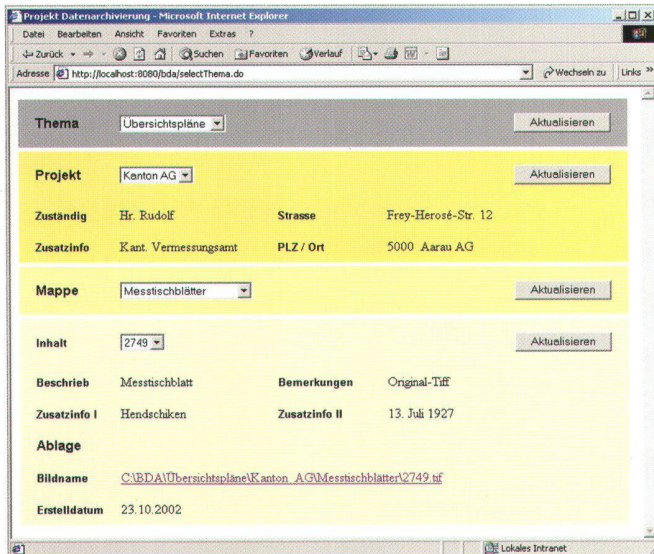 Projekt Datenarchivierung - Microsoft Internet Explorer
Datei Bearbeiten Ansicht Favoriten Extras ?
Zurück Suchen Favoriten Verlauf
Adresse http://localhost:8080/bda/selectThema.do Wechseln zu Links »
Thema Übersichtspläne Aktualisieren
Projekt Kanton AG Aktualisieren
Zuständig Hr. Rudolf Strasse Frey-Herosé-Str. 12
Zusatzinfo Kant. Vermessungsamt PLZ / Ort 5000 Aarau AG
Mappe Messtischblätter Aktualisieren
Inhalt 2749 Aktualisieren
Beschrieb Messtischblatt Bemerkungen Original-Tiff
Zusatzinfo I Hendschiken Zusatzinfo II 13. Juli 1927
Ablage
Bildname C:\BDA\Übersichtspläne\Kanton_AG\Messtischblätter\2749.tif
Erstelldatum 23.10.2002
Lokales Intranet